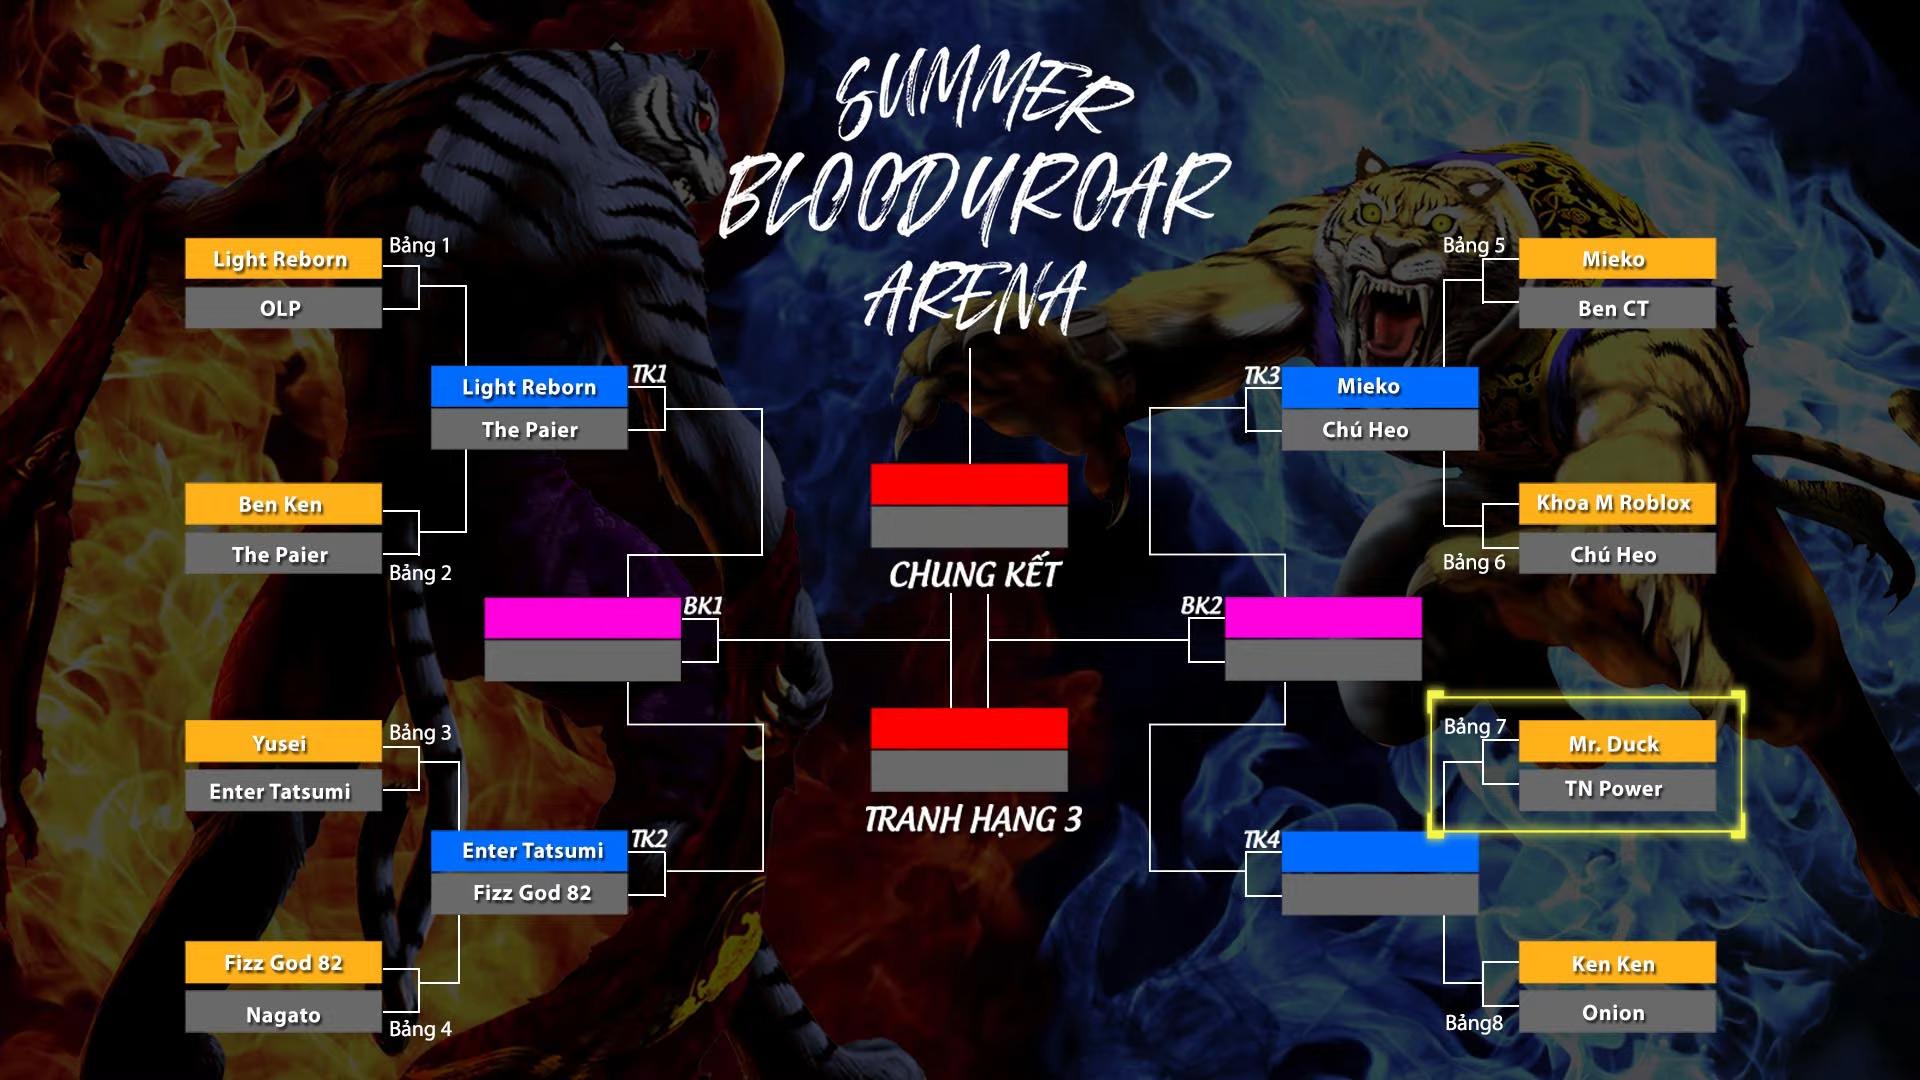 SUMMER
BLOODYROAR
ARENA
Light Reborn
Bảng 1
OLP
Light Reborn
TK1
The Paier
Ben Ken
The Paier
Bảng 2
BK1
Yusei
Bảng 3
Enter Tatsumi
Enter Tatsumi
TK2
Fizz God 82
Fizz God 82
Nagato
Bảng 4
CHUNG KẾT
TRANH HẠNG 3
Bảng 5
Mieko
Ben CT
TK3
Mieko
Chú Heo
Khoa M Roblox
Chú Heo
Bảng 6
BK2
Bảng 7
Mr. Duck
TN Power
TK4
Ken Ken
Onion
Bảng8